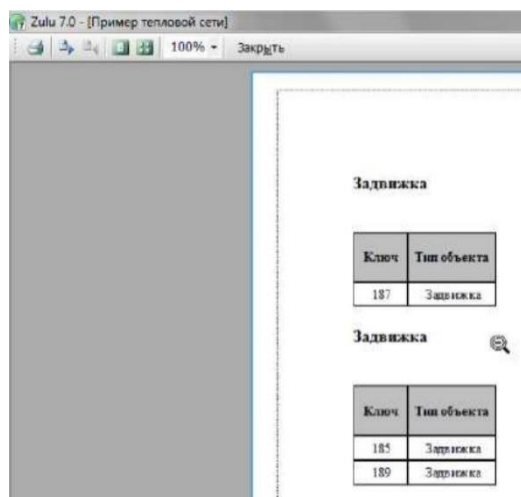 Zulu 7.0 - [Пример тепловой сети]
100% Закрыть
Задвижка
Ключ Тип объекта
187 Задвижка
Задвижка
Ключ Тип объекта
185 Задвижка
189 Задвижка